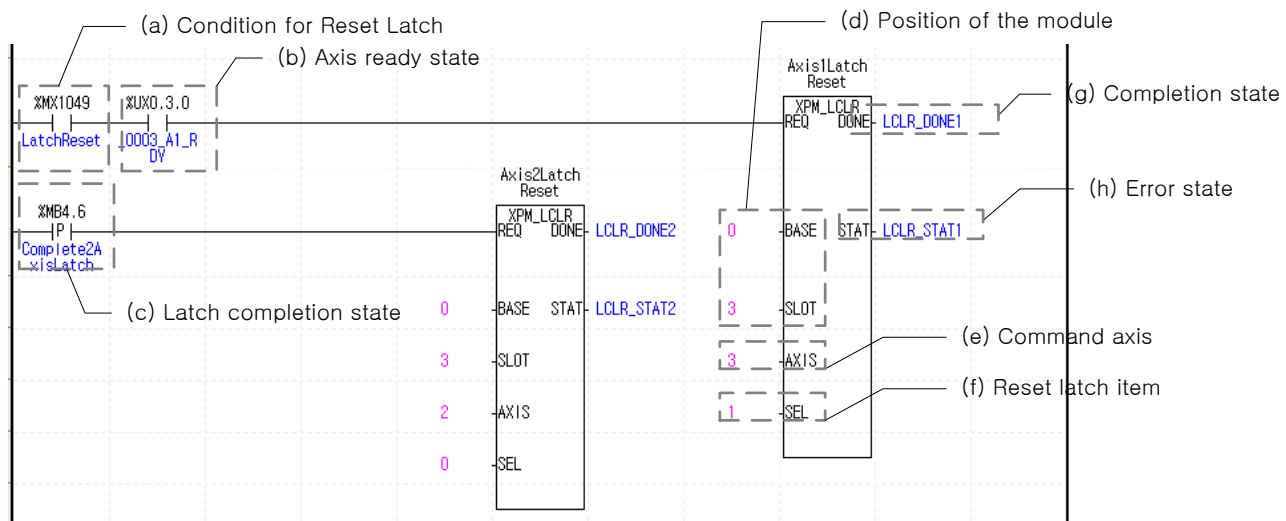 (a) Condition for Reset Latch
(d) Position of the module
(b) Axis ready state
Axis1Latch
Reset
(g) Completion state
%MX1049
%UX0.3.0
XPM_LCLR
REQ DONE
LCLR_DONE1
LatchReset
_0003_A1_R
DY
Axis2Latch
Reset
(h) Error state
%MB4.6
P
XPM_LCLR
REQ DONE
LCLR_DONE2
0
BASE STAT
LCLR_STAT1
Complete2A
xisLatch
(c) Latch completion state
0
BASE STAT
LCLR_STAT2
3
SLOT
(e) Command axis
3
SLOT
3
AXIS
(f) Reset latch item
2
AXIS
1
SEL
0
SEL